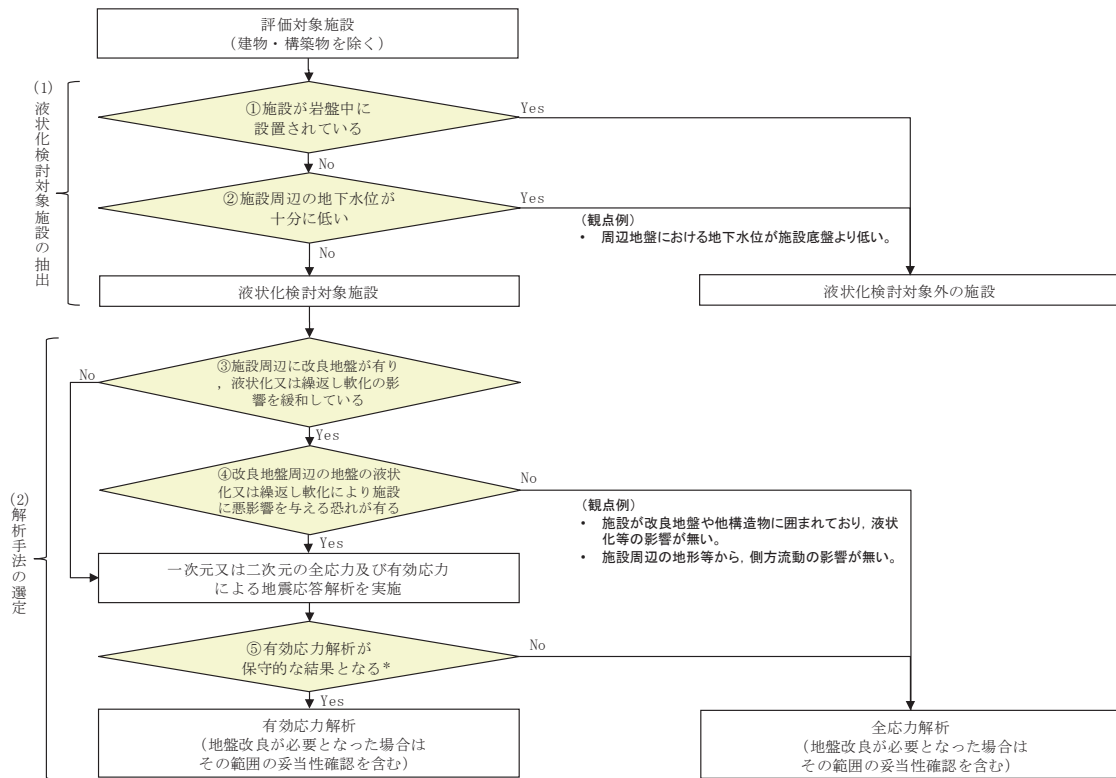 評価対象施設
(建物・構築物を除く)
(1)液状化検討対象施設の抽出
①施設が岩盤中に
設置されている
Yes
No
②施設周辺の地下水位が
十分に低い
Yes
(観点例)
• 周辺地盤における地下水位が施設底盤より低い。
No
液状化検討対象施設
液状化検討対象外の施設
(2)解析手法の選定
③施設周辺に改良地盤が有り
，液状化又は繰返し軟化の影
響を緩和している
No
Yes
④改良地盤周辺の地盤の液状
化又は繰返し軟化により施設
に悪影響を与える恐れが有る
No
(観点例)
• 施設が改良地盤や他構造物に囲まれており，液状
化等の影響が無い。
• 施設周辺の地形等から，側方流動の影響が無い。
Yes
一次元又は二次元の全応力及び有効応力
による地震応答解析を実施
⑤有効応力解析が
保守的な結果となる*
No
Yes
有効応力解析
(地盤改良が必要となった場合は
その範囲の妥当性確認を含む)
全応力解析
(地盤改良が必要となった場合は
その範囲の妥当性確認を含む)